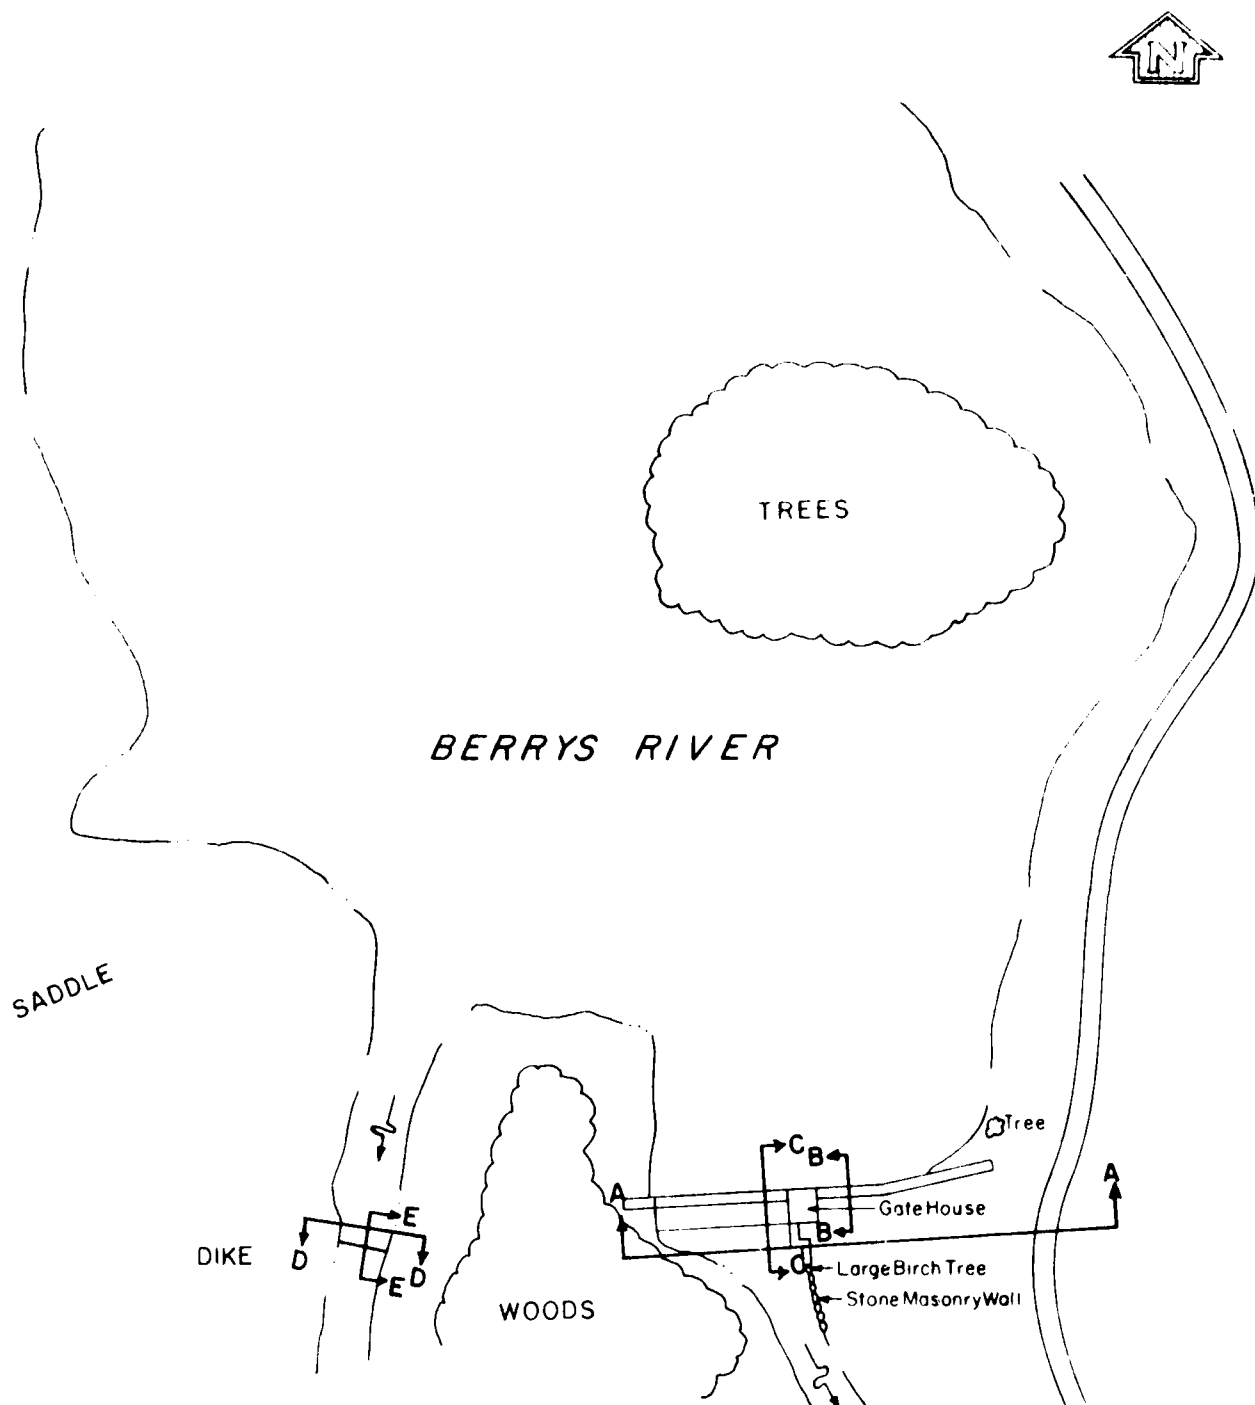 N
TREES
BERRYS RIVER
SADDLE
Tree
C
B
A
A
Gate House
E
B
D
DIKE
D
E
C
Large Birch Tree
Stone Masonry Wall
WOODS